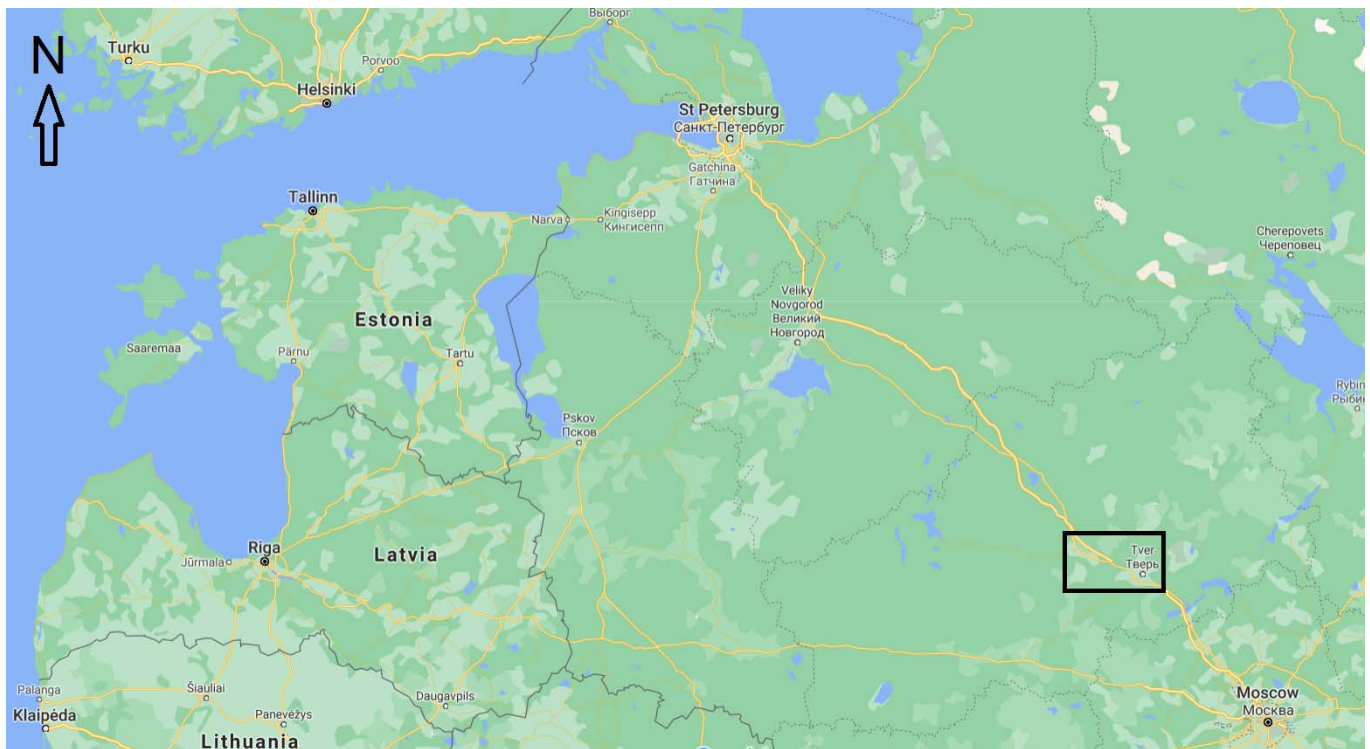 Выборг
Turku
Porvoo
N
Helsinki
St Petersburg
Санкт-Петербург
Gatchina
Гатчина
Tallinn
Narva
Kingisepp
Кингисепп
Cherepovets
Череповец
Veliky
Novgorod
Великий
Новгород
Estonia
Saaremaa
Pärnu
Tartu
Rybin
Рыбин
Pskov
Псков
Riga
Jūrmala
Latvia
Tver
Тверь
Palanga
Šiauliai
Daugavpils
Klaipėda
Panevėžys
Lithuania
Moscow
Москва